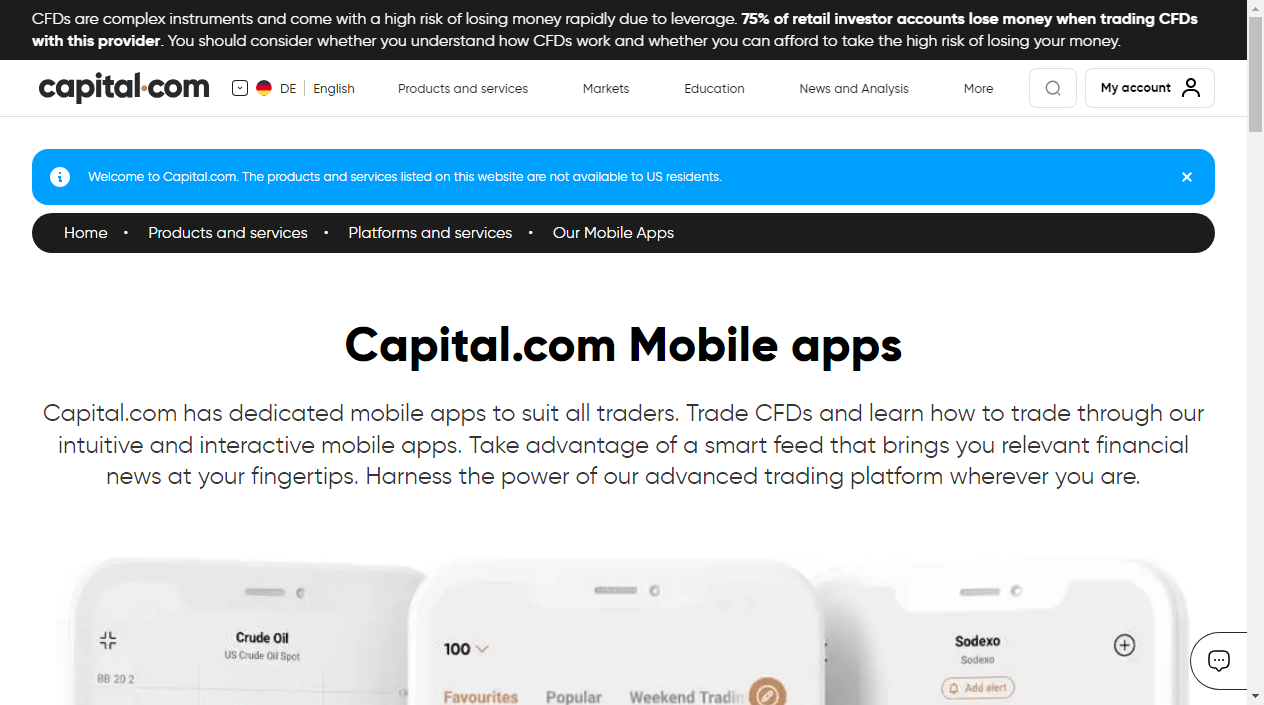 CFDs are complex instruments and come with a high risk of losing money rapidly due to leverage. 75% of retail investor accounts lose money when trading CFDs
with this provider. You should consider whether you understand how CFDs work and whether you can afford to take the high risk of losing your money.
capital.com DE English Products and services Markets Education News and Analysis More My account
Welcome to Capital.com. The products and services listed on this website are not available to US residents.
Home • Products and services • Platforms and services • Our Mobile Apps
Capital.com Mobile apps
Capital.com has dedicated mobile apps to suit all traders. Trade CFDs and learn how to trade through our
intuitive and interactive mobile apps. Take advantage of a smart feed that brings you relevant financial
news at your fingertips. Harness the power of our advanced trading platform wherever you are.
Crude Oil
US Crude Oil Spot
BB 20 2
100
Favourites Popular Weekend
Sodexo
Sodexo
Add alert